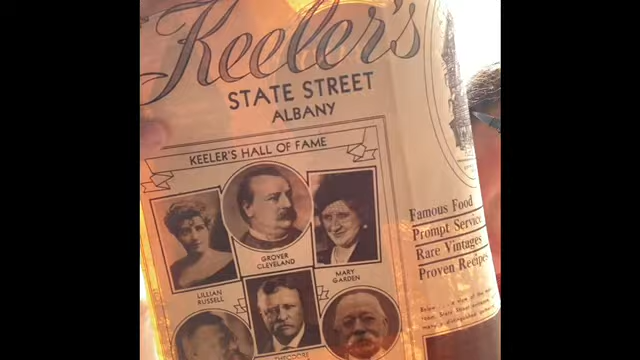 Keeler's
STATE STREET
ALBANY
KEELER'S HALL OF FAME
LILLIAN
RUSSELL
GROVER
CLEVELAND
MARY
GARDEN
THEODORE
Famous Food
Prompt Service
Rare Vintages
Proven Recipes